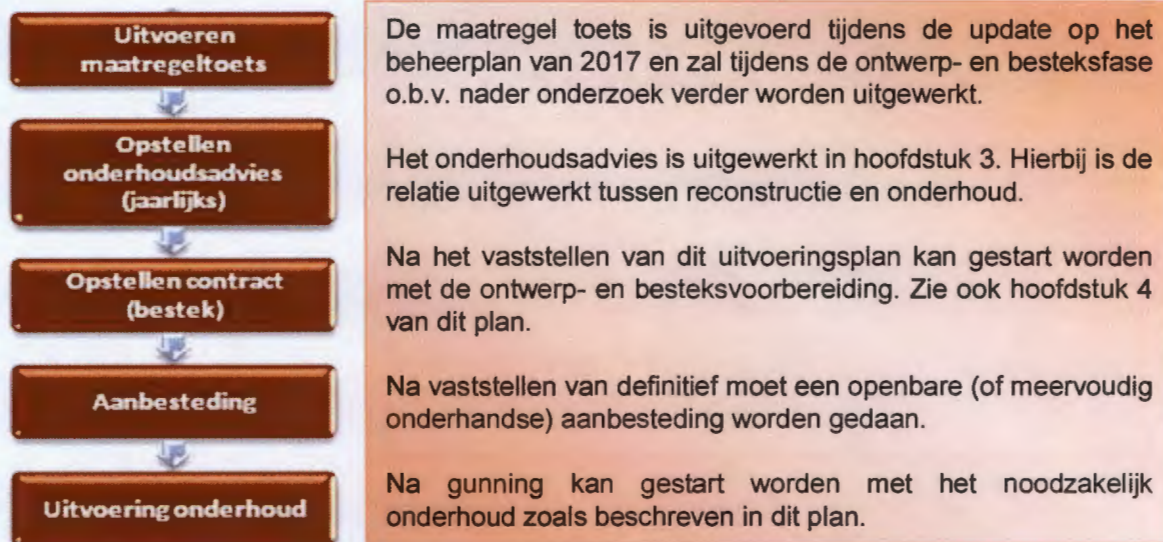 Uitvoeren
maatregeltoets
De maatregel toets is uitgevoerd tijdens de update op het
beheerplan van 2017 en zal tijdens de ontwerp- en besteksfase
o.b.v. nader onderzoek verder worden uitgewerkt.
Opstellen
onderhoudsadvies
(jaarlijks)
Het onderhoudsadvies is uitgewerkt in hoofdstuk 3. Hierbij is de
relatie uitgewerkt tussen reconstructie en onderhoud.
Opstellen contract
(bestek)
Na het vaststellen van dit uitvoeringsplan kan gestart worden
met de ontwerp- en besteksvoorbereiding. Zie ook hoofdstuk 4
van dit plan.
Aanbesteding
Na vaststellen van definitief moet een openbare (of meervoudig
onderhandse) aanbesteding worden gedaan.
Uitvoering onderhoud
Na gunning kan gestart worden met het noodzakelijk
onderhoud zoals beschreven in dit plan.